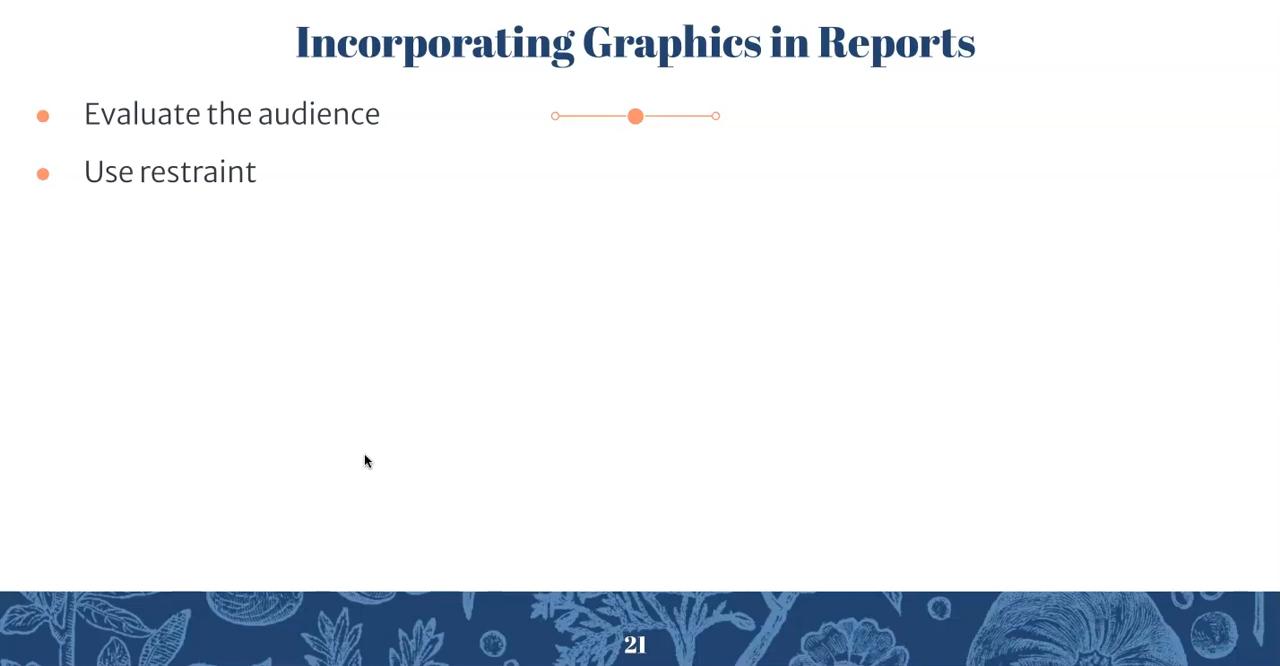 Incorporating Graphics in Reports
Evaluate the audience
Use restraint
21